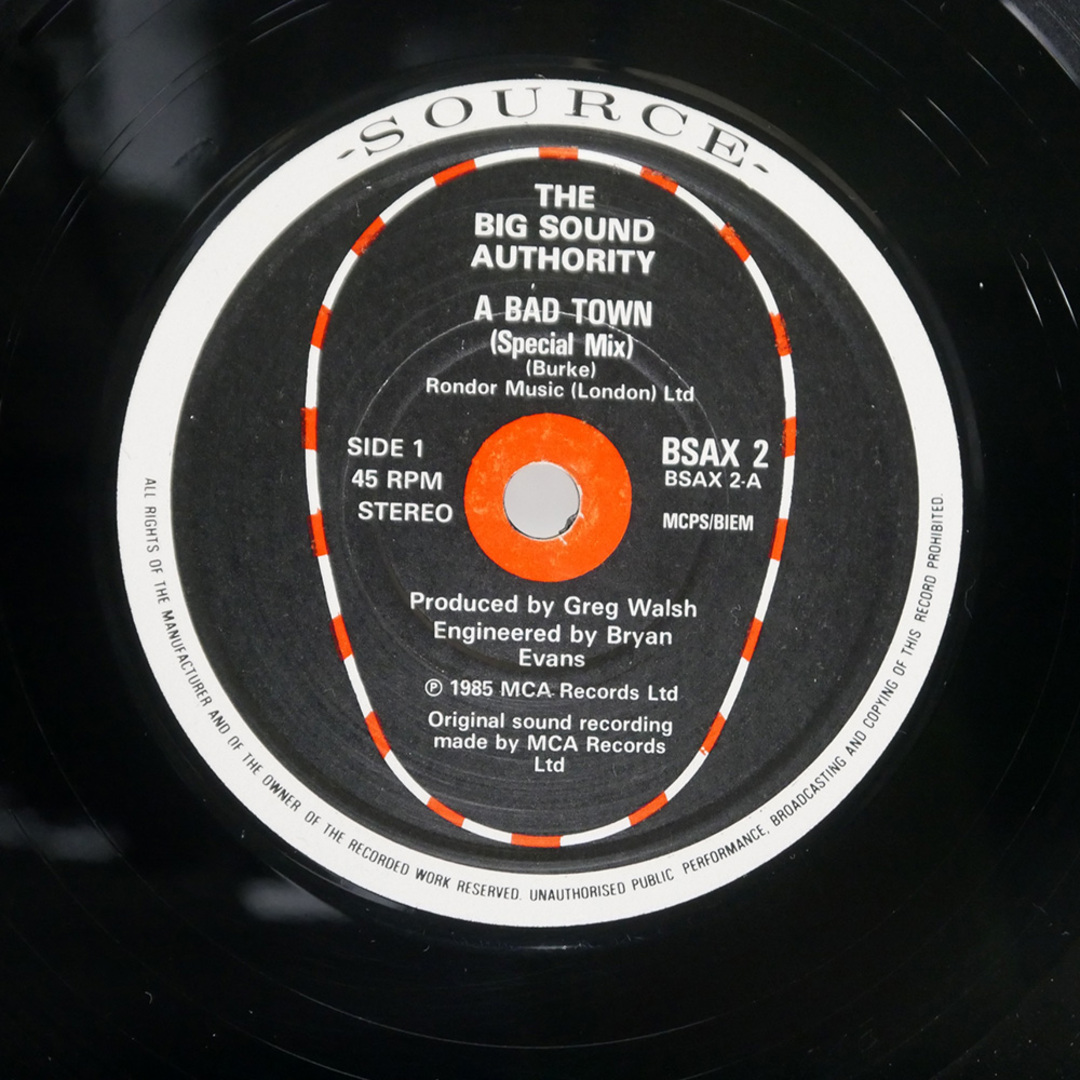 -SOURCE-
THE
BIG SOUND
AUTHORITY
A BAD TOWN
(Special Mix)
(Burke)
Rondor Music (London) Ltd
SIDE 1
45 RPM
STEREO
BSAX 2
BSAX 2-A
MCPS/BIEM
Produced by Greg Walsh
Engineered by Bryan
Evans
℗ 1985 MCA Records Ltd
Original sound recording
made by MCA Records
Ltd
ALL RIGHTS OF THE MANUFACTURER AND OF THE OWNER OF THE RECORDED WORK RESERVED. UNAUTHORISED PUBLIC PERFORMANCE, BROADCASTING AND COPYING OF THIS RECORD PROHIBITED.